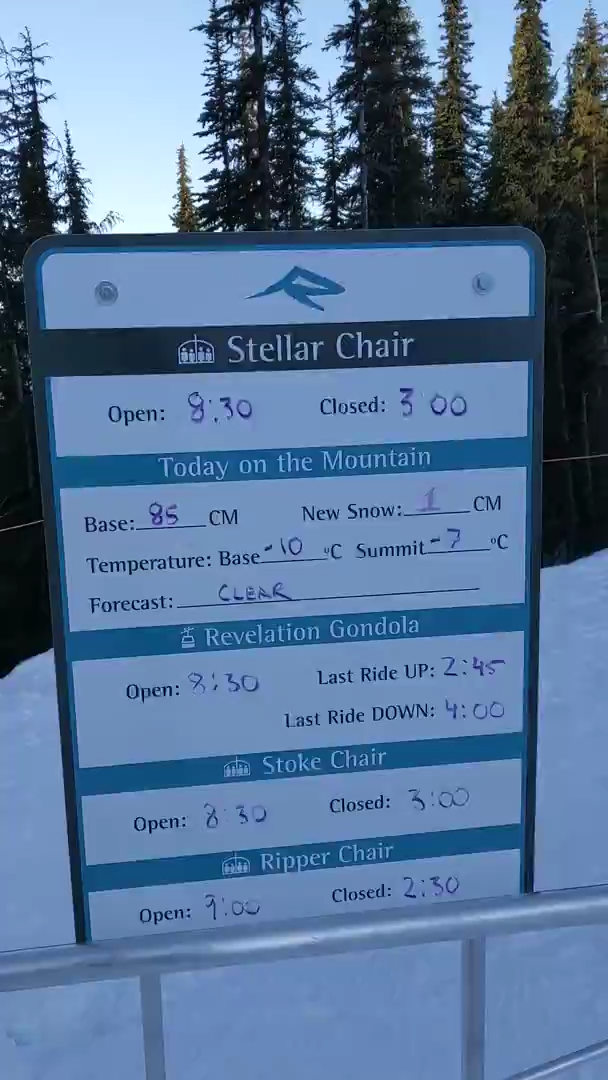 Stellar Chair
Open: 8:30 Closed: 3 00
Today on the Mountain
Base: 85 CM New Snow: 1 CM
Temperature: Base -10 °C Summit -7 °C
Forecast: CLEAR
Revelation Gondola
Open: 8:30 Last Ride UP: 2:45
Last Ride DOWN: 4:00
Stoke Chair
Open: 8:30 Closed: 3:00
Ripper Chair
Open: 9:00 Closed: 2:30